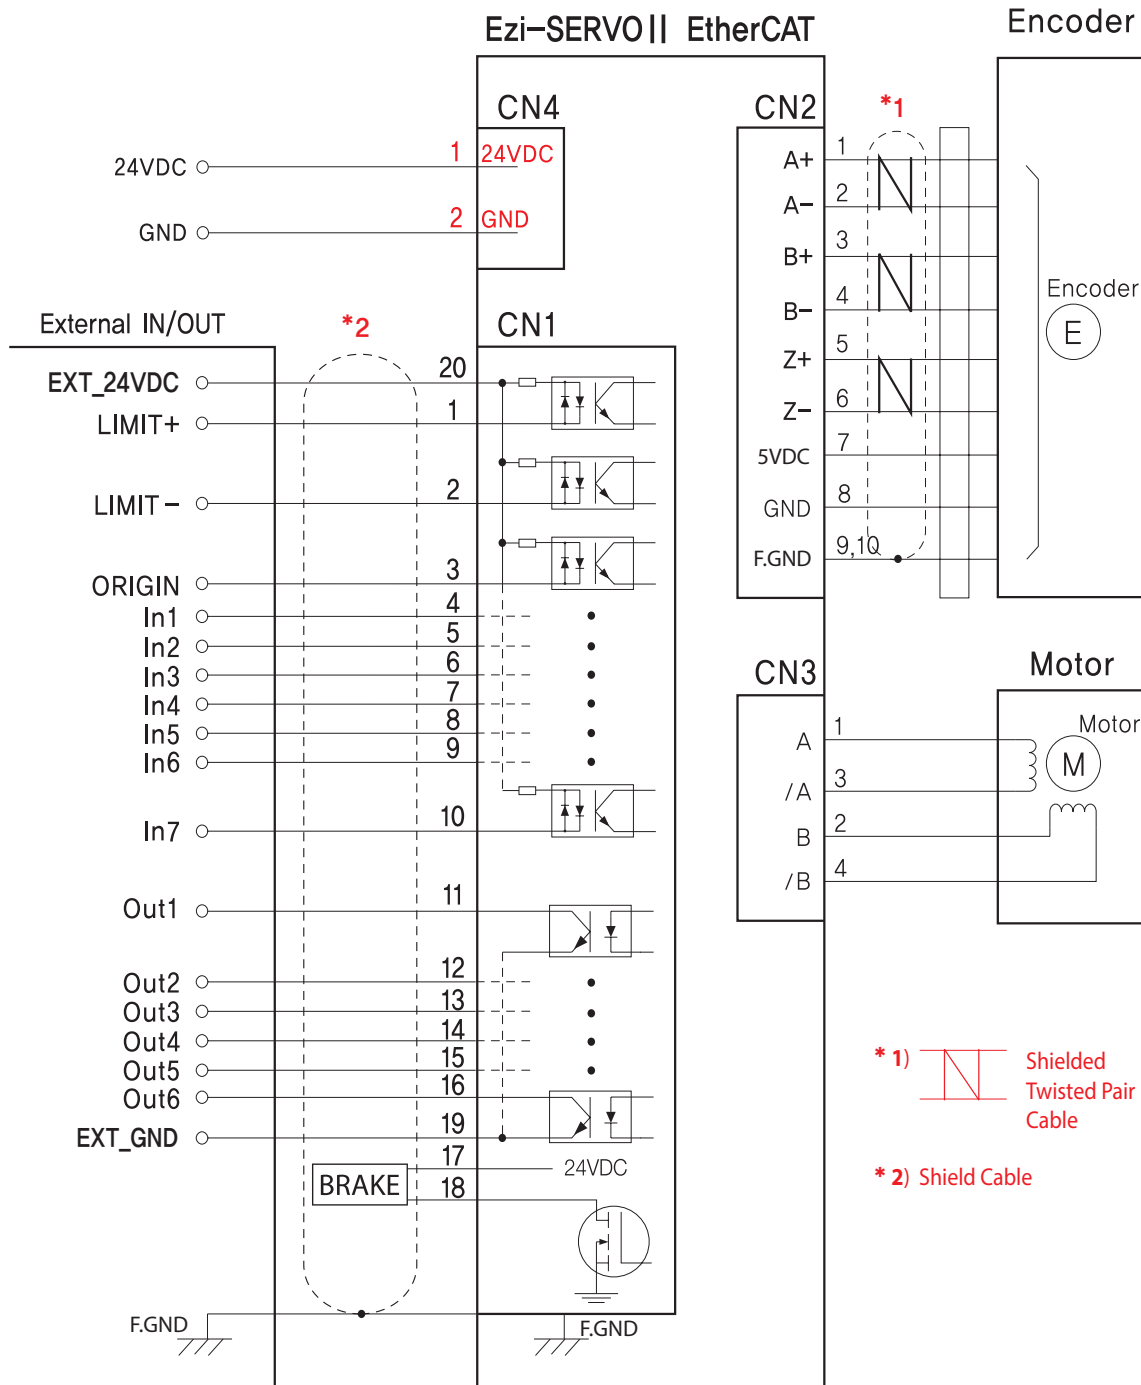 Ezi-SERVO II EtherCAT
Encoder
CN4
1 24VDC
24VDC
2 GND
GND
CN2
*1
A+ 1
A- 2
B+ 3
B- 4
Z+ 5
Z- 6
5VDC 7
GND 8
F.GND 9,10
Encoder
E
External IN/OUT
*2
CN1
EXT_24VDC 20
LIMIT+ 1
LIMIT- 2
ORIGIN 3
In1 4
In2 5
In3 6
In4 7
In5 8
In6 9
In7 10
Out1 11
Out2 12
Out3 13
Out4 14
Out5 15
Out6 16
EXT_GND 19
17 24VDC
BRAKE 18
F.GND
F.GND
CN3
Motor
A 1
/A 3
B 2
/B 4
Motor
M
* 1) Shielded
Twisted Pair
Cable
* 2) Shield Cable